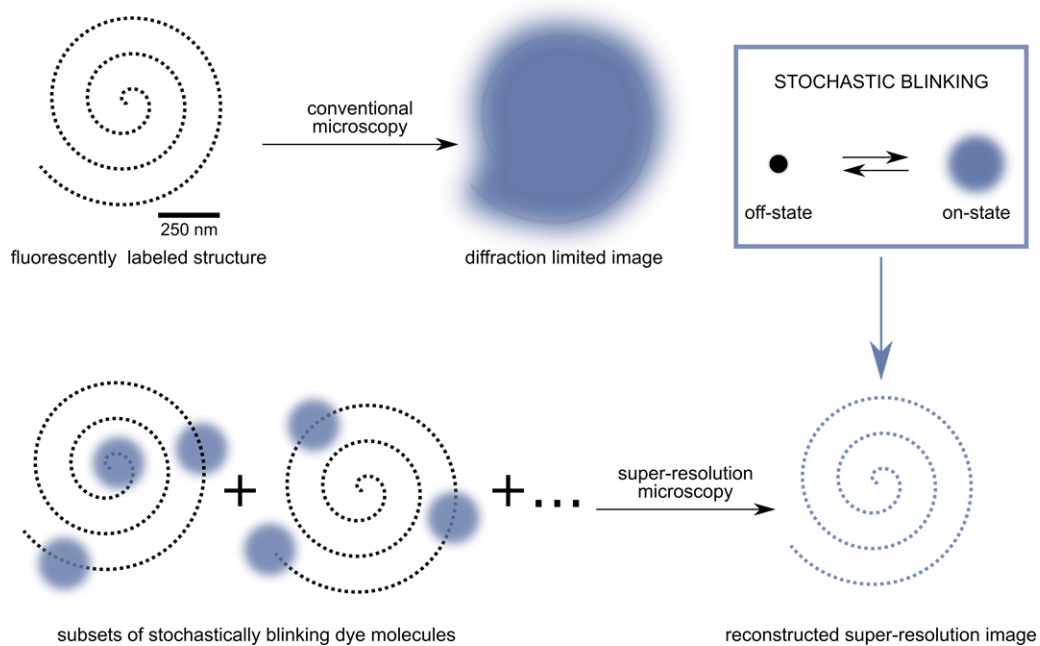 conventional
microscopy
250 nm
fluorescently labeled structure
diffraction limited image
STOCHASTIC BLINKING
off-state
on-state
+
+ ...
super-resolution
microscopy
subsets of stochastically blinking dye molecules
reconstructed super-resolution image